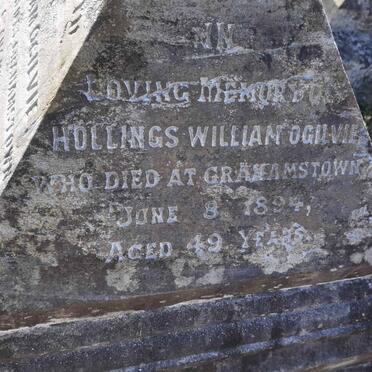 IN
LOVING MEMORY OF
HOLLINGS WILLIAM OGILVIE
WHO DIED AT GRAHAMSTOWN
JUNE 8, 1894,
AGED 49 YEARS